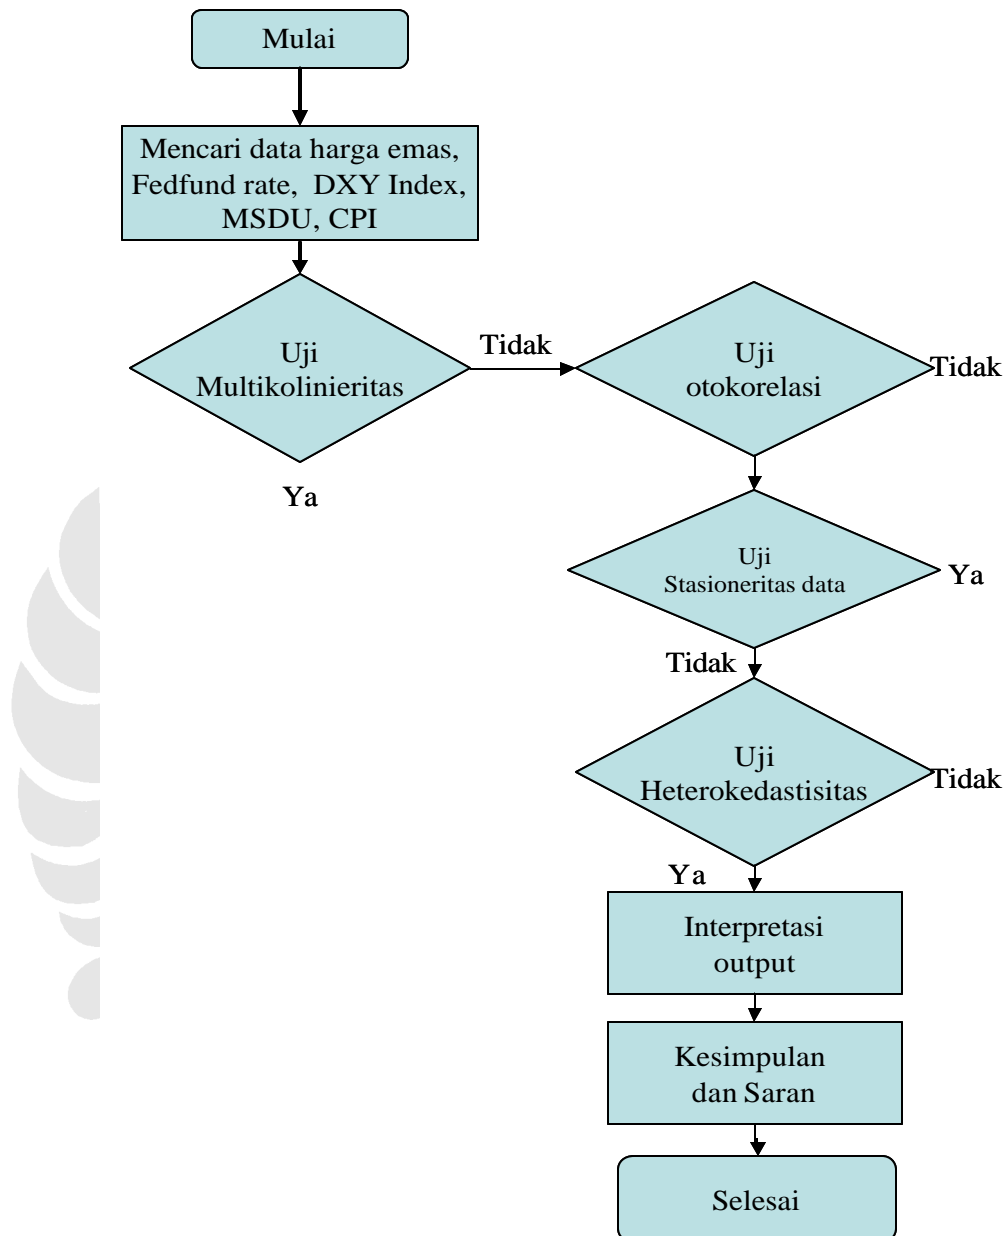 Mulai
Mencari data harga emas,
Fedfund rate, DXY Index,
MSDU, CPI
Uji
Multikolinieritas
Tidak
Ya
Uji
otokorelasi
Tidak
Uji
Stasioneritas data
Ya
Tidak
Uji
Heterokedastisitas
Tidak
Ya
Interpretasi
output
Kesimpulan
dan Saran
Selesai